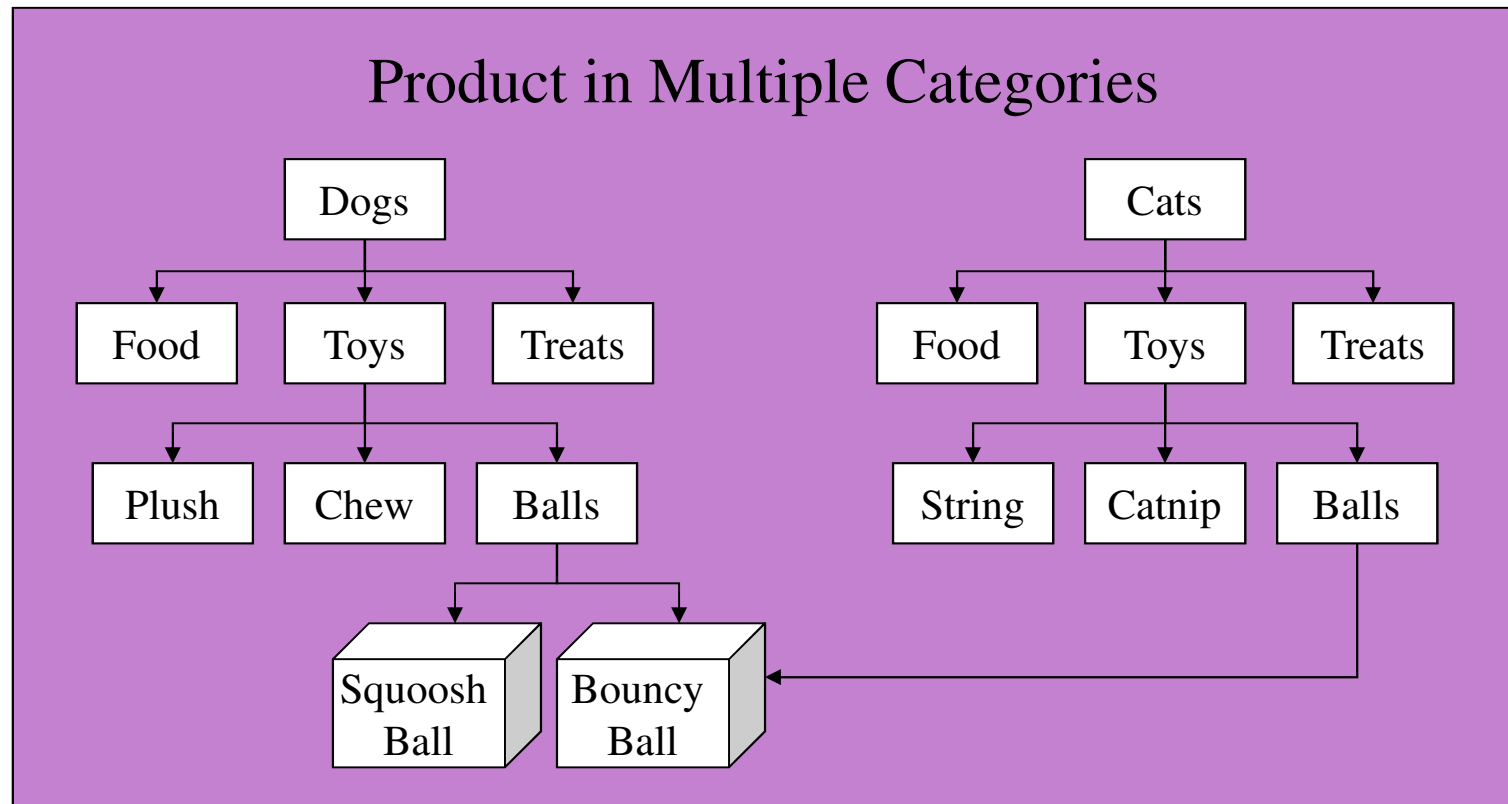 Product in Multiple Categories
Dogs
Cats
Food
Toys
Treats
Food
Toys
Treats
Plush
Chew
Balls
String
Catnip
Balls
Squoosh
Ball
Bouncy
Ball